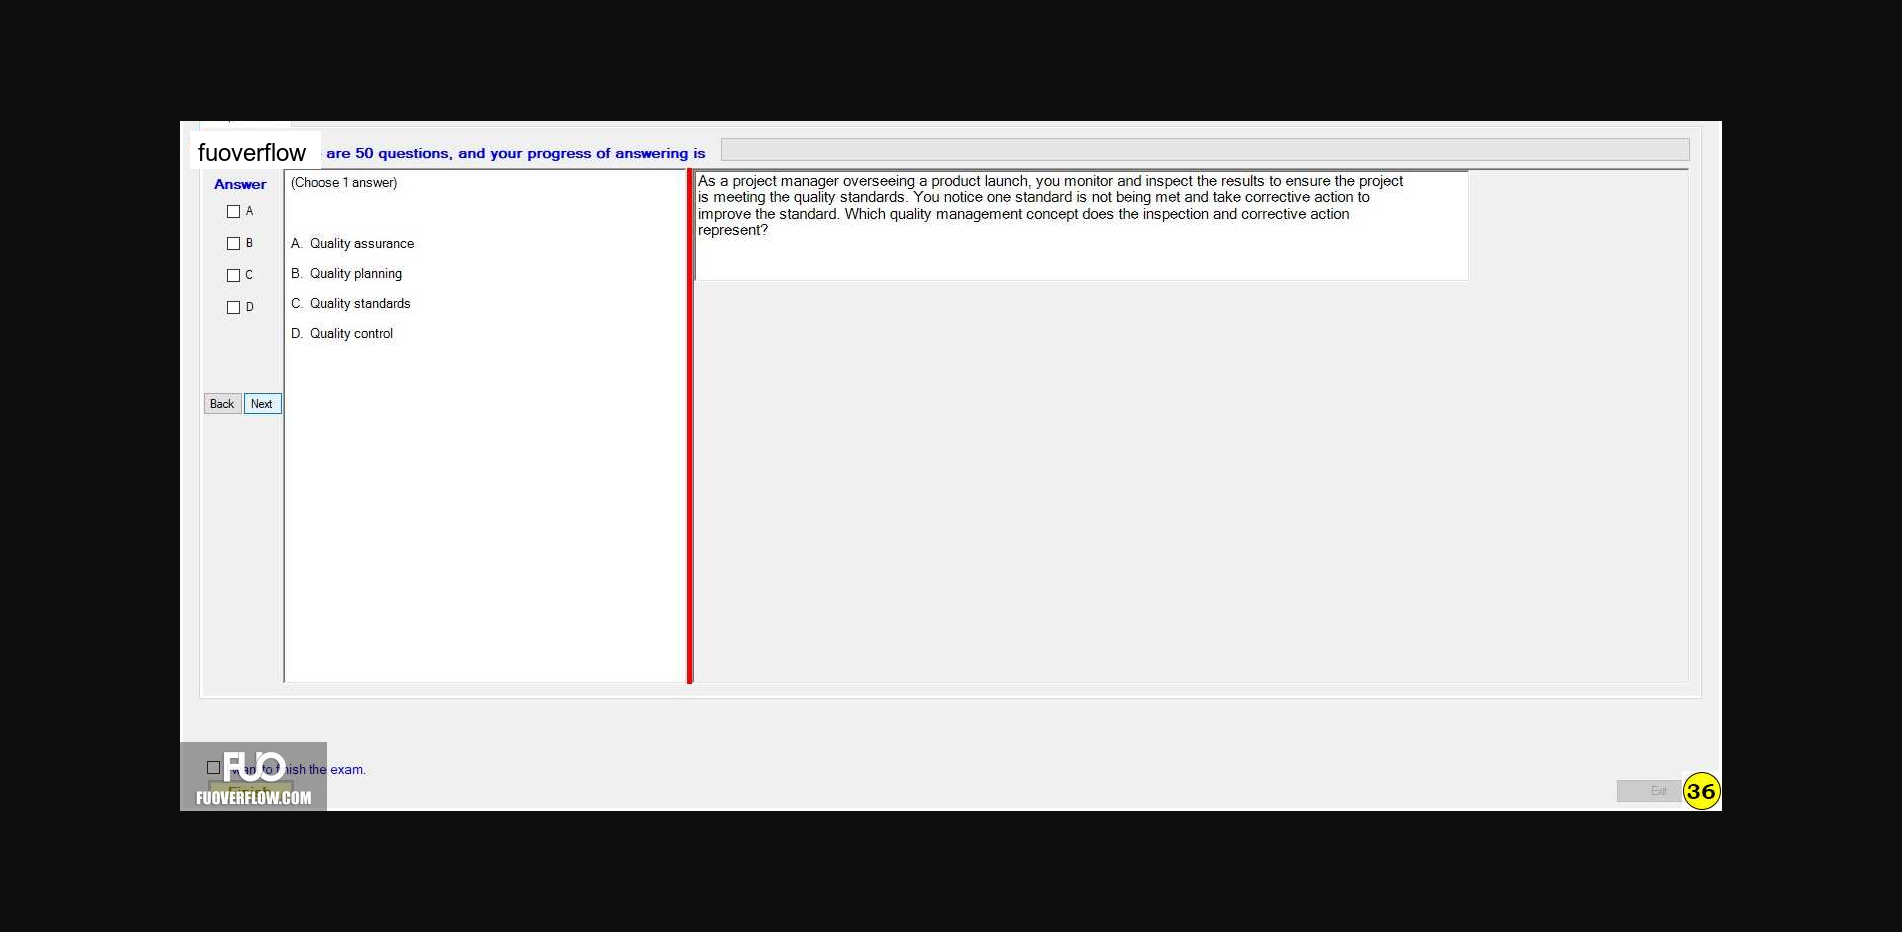 fuoverflow are 50 questions, and your progress of answering is
Answer
A
B
C
D
Back Next
(Choose 1 answer)
A. Quality assurance
B. Quality planning
C. Quality standards
D. Quality control
As a project manager overseeing a product launch, you monitor and inspect the results to ensure the project
is meeting the quality standards. You notice one standard is not being met and take corrective action to
improve the standard. Which quality management concept does the inspection and corrective action
represent?
FUO
want to finish the exam.
Finish
FUOVERFLOW.COM
Exit
36